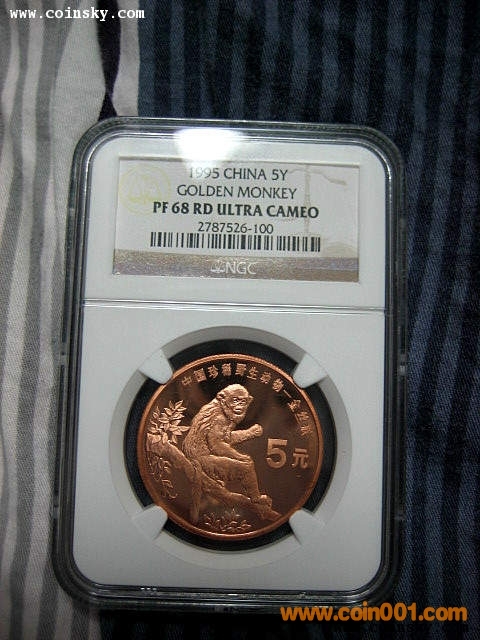 www.coinsky.com
1995 CHINA 5Y
GOLDEN MONKEY
PF 68 RD ULTRA CAMEO
2787526-100
NGC
中国珍稀野生动物—金丝猴
5元
www.coin001.com